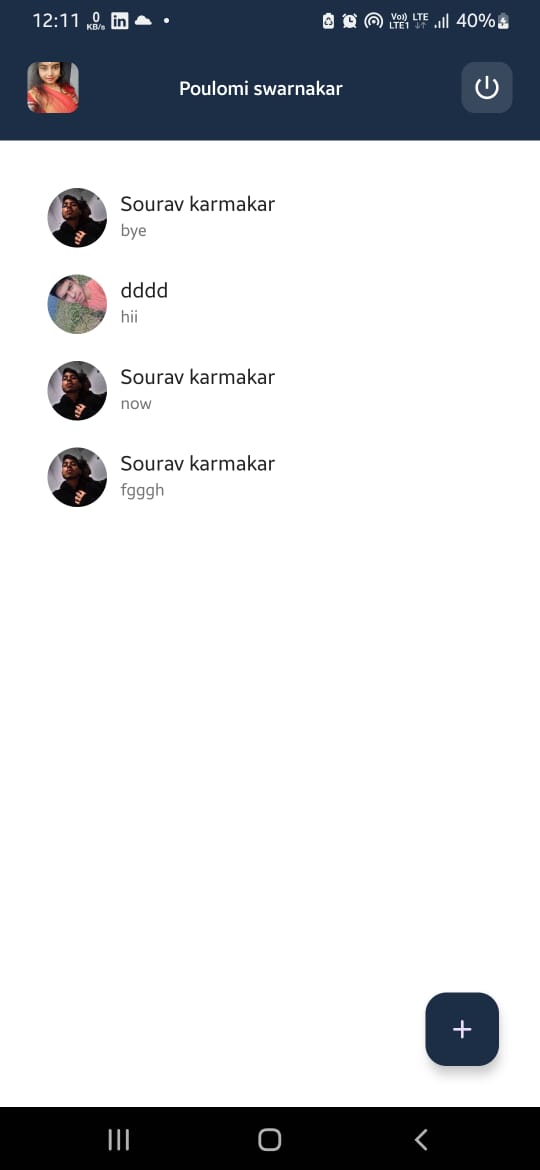 12:11 0 KB/s in Vo)) LTE1 LTE 40%
Poulomi swarnakar
Sourav karmakar
bye
dddd
hii
Sourav karmakar
now
Sourav karmakar
fgggh
+